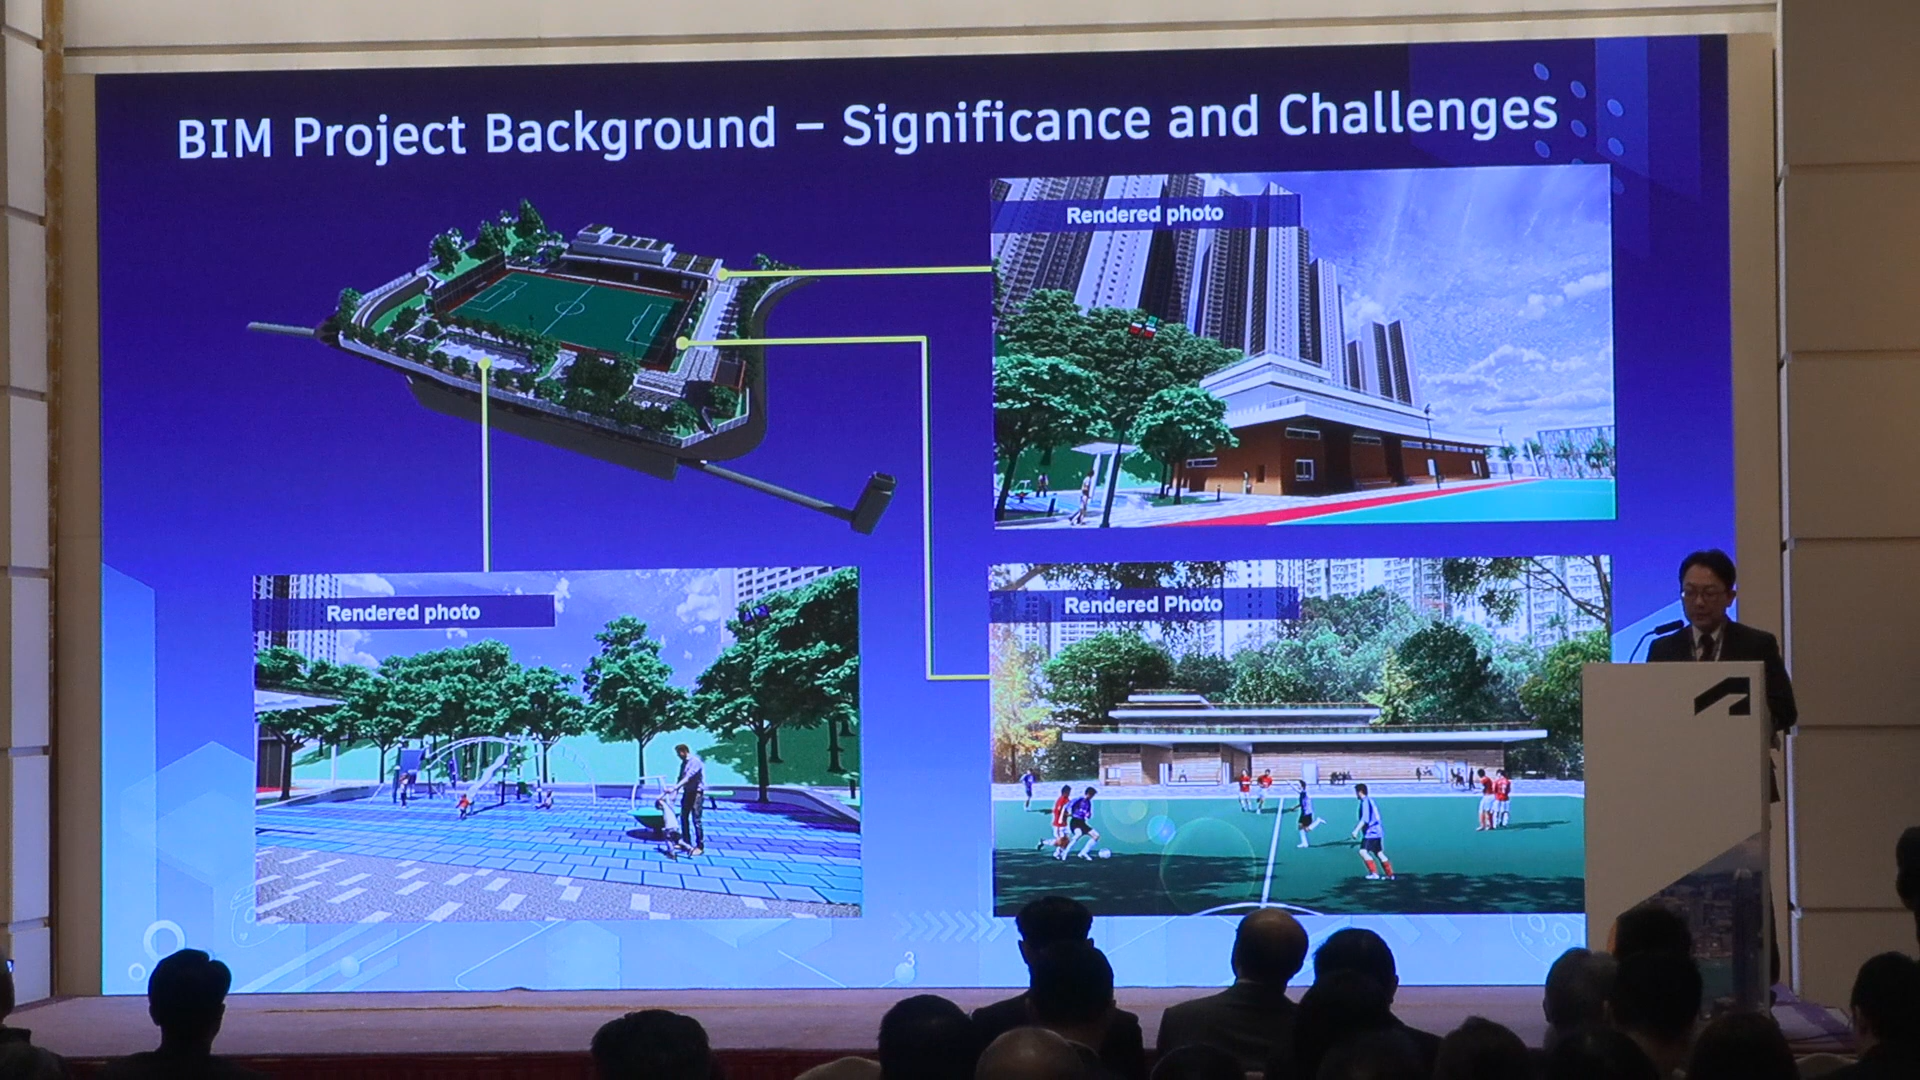 BIM Project Background – Significance and Challenges
Rendered photo
Rendered photo
Rendered Photo
3